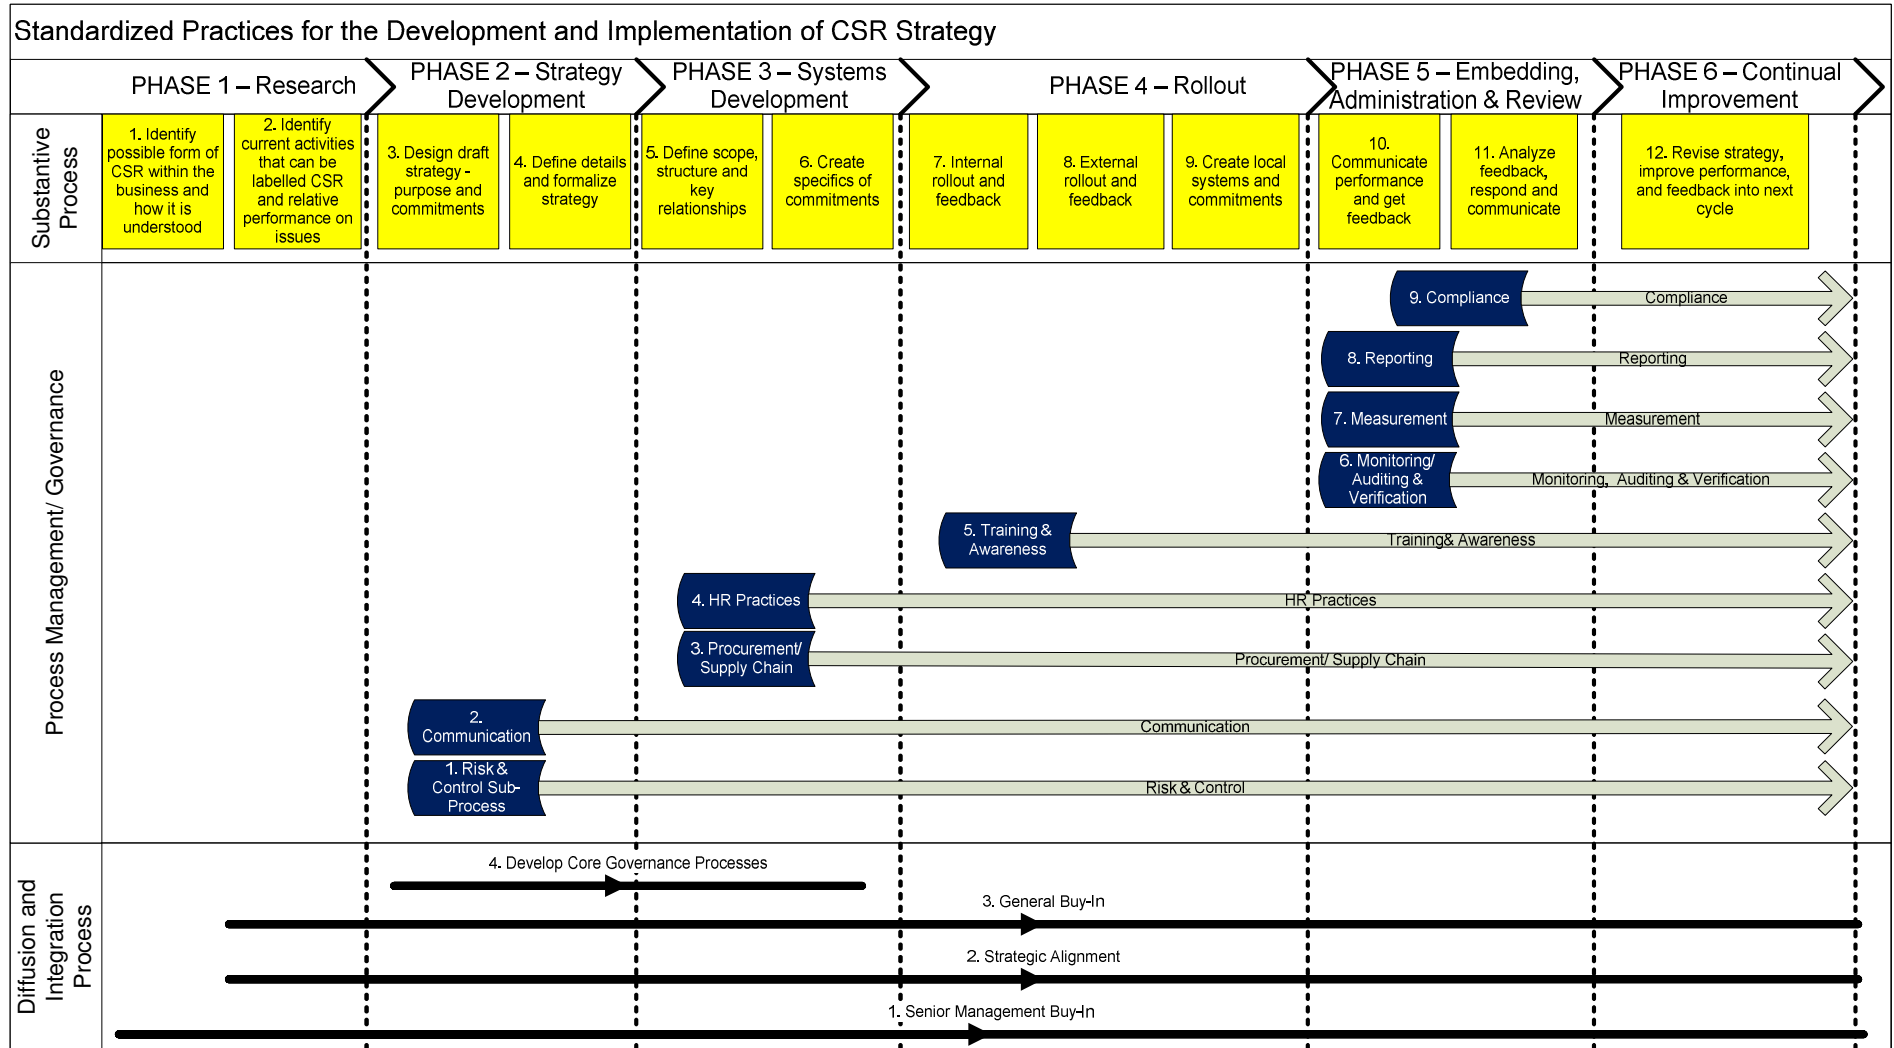 Standardized Practices for the Development and Implementation of CSR Strategy
PHASE 1 – Research
PHASE 2 – Strategy
Development
PHASE 3 – Systems
Development
PHASE 4 – Rollout
PHASE 5 – Embedding,
Administration & Review
PHASE 6 – Continual
Improvement
Substantive
Process
1. Identify
possible form of
CSR within the
business and
how it is
understood
2. Identify
current activities
that can be
labelled CSR
and relative
performance on
issues
3. Design draft
strategy -
purpose and
commitments
4. Define details
and formalize
strategy
5. Define scope,
structure and
key
relationships
6. Create
specifics of
commitments
7. Internal
rollout and
feedback
8. External
rollout and
feedback
9. Create local
systems and
commitments
10.
Communicate
performance
and get
feedback
11. Analyze
feedback,
respond and
communicate
12. Revise strategy,
improve performance,
and feedback into next
cycle
Process Management/ Governance
9. Compliance
Compliance
8. Reporting
Reporting
7. Measurement
Measurement
6. Monitoring/
Auditing &
Verification
Monitoring, Auditing & Verification
5. Training &
Awareness
Training& Awareness
4. HR Practices
HR Practices
3. Procurement/
Supply Chain
Procurement/ Supply Chain
2.
Communication
Communication
1. Risk &
Control Sub-
Process
Risk & Control
Diffusion and
Integration
Process
4. Develop Core Governance Processes
3. General Buy-In
2. Strategic Alignment
1. Senior Management Buy-In